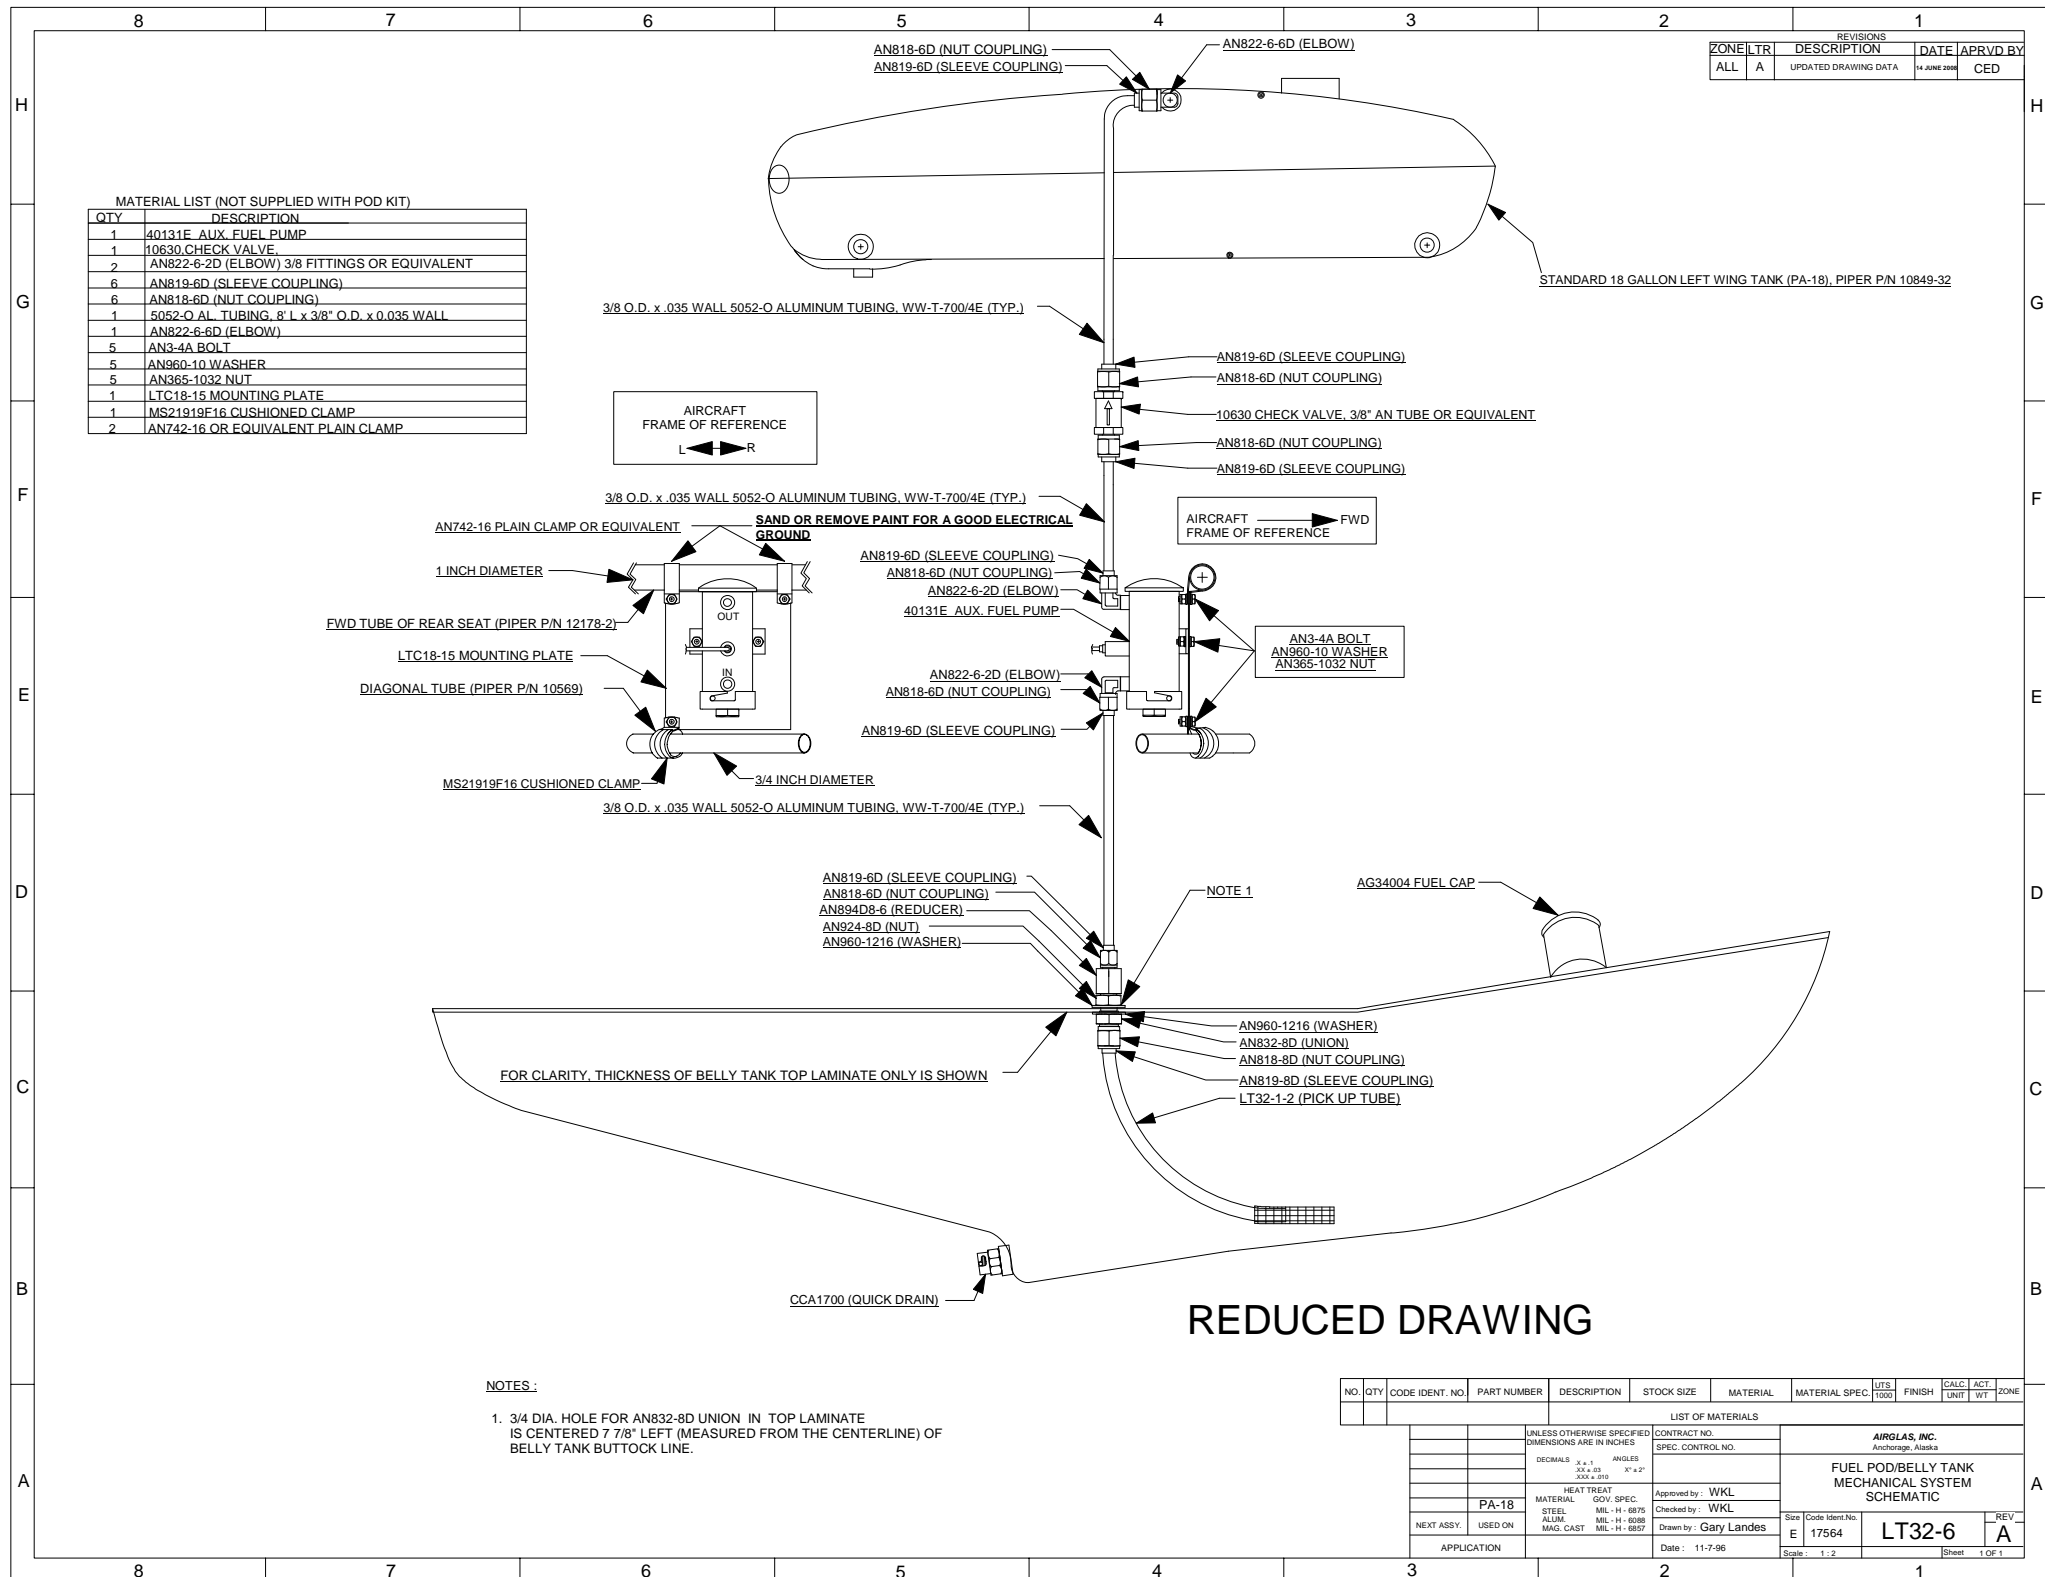 8 7 6 5 4 3 2 1
REVISIONS
ZONE LTR DESCRIPTION DATE APRVD BY
ALL A UPDATED DRAWING DATA 14 JUNE 2008 CED
H H
G G
F F
E E
D D
C C
B B
A A
AN818-6D (NUT COUPLING)
AN819-6D (SLEEVE COUPLING)
AN822-6-6D (ELBOW)
MATERIAL LIST (NOT SUPPLIED WITH POD KIT)
QTY DESCRIPTION
1 40131E AUX. FUEL PUMP
1 10630,CHECK VALVE,
2 AN822-6-2D (ELBOW) 3/8 FITTINGS OR EQUIVALENT
6 AN819-6D (SLEEVE COUPLING)
6 AN818-6D (NUT COUPLING)
1 5052-O AL. TUBING, 8' L x 3/8" O.D. x 0.035 WALL
1 AN822-6-6D (ELBOW)
5 AN3-4A BOLT
5 AN960-10 WASHER
5 AN365-1032 NUT
1 LTC18-15 MOUNTING PLATE
1 MS21919F16 CUSHIONED CLAMP
2 AN742-16 OR EQUIVALENT PLAIN CLAMP
STANDARD 18 GALLON LEFT WING TANK (PA-18), PIPER P/N 10849-32
3/8 O.D. x .035 WALL 5052-O ALUMINUM TUBING, WW-T-700/4E (TYP.)
AN819-6D (SLEEVE COUPLING)
AN818-6D (NUT COUPLING)
10630 CHECK VALVE, 3/8" AN TUBE OR EQUIVALENT
AN818-6D (NUT COUPLING)
AN819-6D (SLEEVE COUPLING)
AIRCRAFT
FRAME OF REFERENCE
L R
3/8 O.D. x .035 WALL 5052-O ALUMINUM TUBING, WW-T-700/4E (TYP.)
AIRCRAFT FWD
FRAME OF REFERENCE
AN742-16 PLAIN CLAMP OR EQUIVALENT
SAND OR REMOVE PAINT FOR A GOOD ELECTRICAL
GROUND
1 INCH DIAMETER
FWD TUBE OF REAR SEAT (PIPER P/N 12178-2)
LTC18-15 MOUNTING PLATE
DIAGONAL TUBE (PIPER P/N 10569)
MS21919F16 CUSHIONED CLAMP
3/4 INCH DIAMETER
OUT
IN
AN819-6D (SLEEVE COUPLING)
AN818-6D (NUT COUPLING)
AN822-6-2D (ELBOW)
40131E AUX. FUEL PUMP
AN822-6-2D (ELBOW)
AN818-6D (NUT COUPLING)
AN819-6D (SLEEVE COUPLING)
AN3-4A BOLT
AN960-10 WASHER
AN365-1032 NUT
3/8 O.D. x .035 WALL 5052-O ALUMINUM TUBING, WW-T-700/4E (TYP.)
AN819-6D (SLEEVE COUPLING)
AN818-6D (NUT COUPLING)
AN894D8-6 (REDUCER)
AN924-8D (NUT)
AN960-1216 (WASHER)
NOTE 1
AG34004 FUEL CAP
AN960-1216 (WASHER)
AN832-8D (UNION)
AN818-8D (NUT COUPLING)
AN819-8D (SLEEVE COUPLING)
LT32-1-2 (PICK UP TUBE)
FOR CLARITY, THICKNESS OF BELLY TANK TOP LAMINATE ONLY IS SHOWN
CCA1700 (QUICK DRAIN)
REDUCED DRAWING
NOTES :
1. 3/4 DIA. HOLE FOR AN832-8D UNION IN TOP LAMINATE
IS CENTERED 7 7/8" LEFT (MEASURED FROM THE CENTERLINE) OF
BELLY TANK BUTTOCK LINE.
NO. QTY CODE IDENT. NO. PART NUMBER DESCRIPTION STOCK SIZE MATERIAL MATERIAL SPEC. UTS 1000 FINISH CALC. UNIT ACT. WT ZONE
LIST OF MATERIALS
UNLESS OTHERWISE SPECIFIED
DIMENSIONS ARE IN INCHES
DECIMALS ANGLES
.X ± .1
.XX ± .03 X° ± 2°
.XXX ± .010
HEAT TREAT
MATERIAL GOV. SPEC.
STEEL MIL - H - 6875
ALUM. MIL - H - 6088
MAG. CAST MIL - H - 6857
PA-18
NEXT ASSY. USED ON
APPLICATION
CONTRACT NO.
SPEC. CONTROL NO.
Approved by : WKL
Checked by : WKL
Drawn by : Gary Landes
Date : 11-7-96
AIRGLAS, INC.
Anchorage, Alaska
FUEL POD/BELLY TANK
MECHANICAL SYSTEM
SCHEMATIC
Size Code Ident.No. REV
E 17564 LT32-6 A
Scale : 1 : 2 Sheet 1 OF 1
8 7 6 5 4 3 2 1